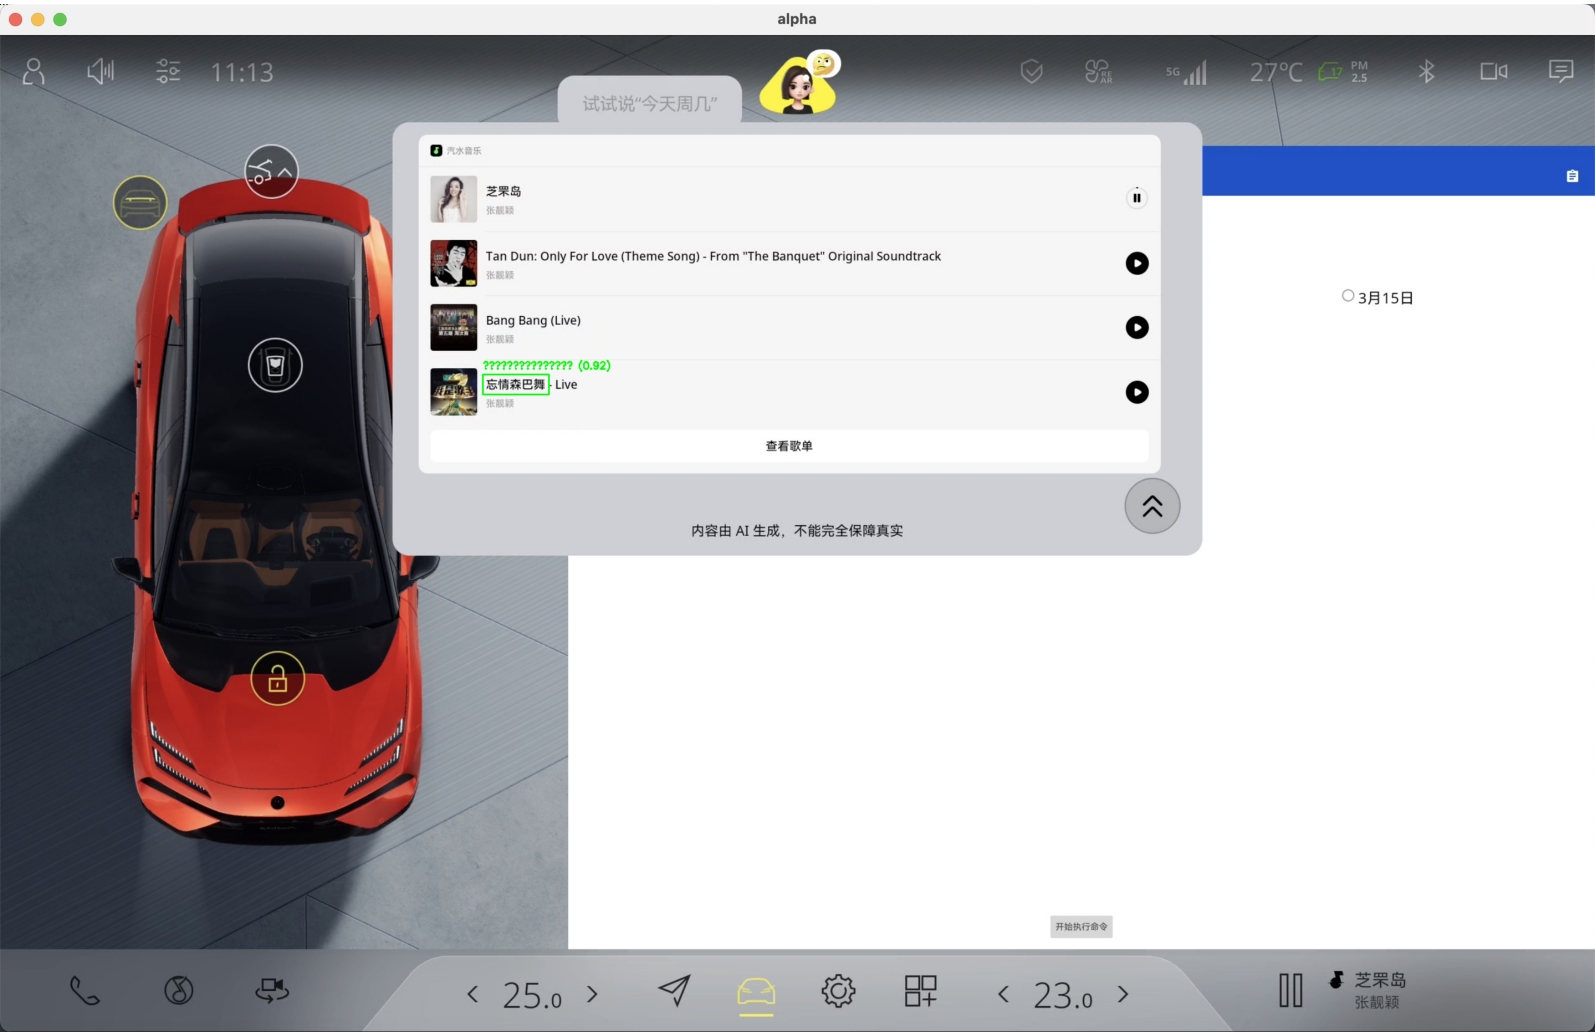 alpha
11:13
试试说“今天周几”
5G
27℃
17
PM
2.5
REAR
汽水音乐
芝罘岛
张靓颖
Tan Dun: Only For Love (Theme Song) - From "The Banquet" Original Soundtrack
张靓颖
Bang Bang (Live)
张靓颖
??????????????? (0.92)
忘情森巴舞 - Live
张靓颖
查看歌单
内容由 AI 生成，不能完全保障真实
3月15日
开始执行命令
25.0
23.0
芝罘岛
张靓颖